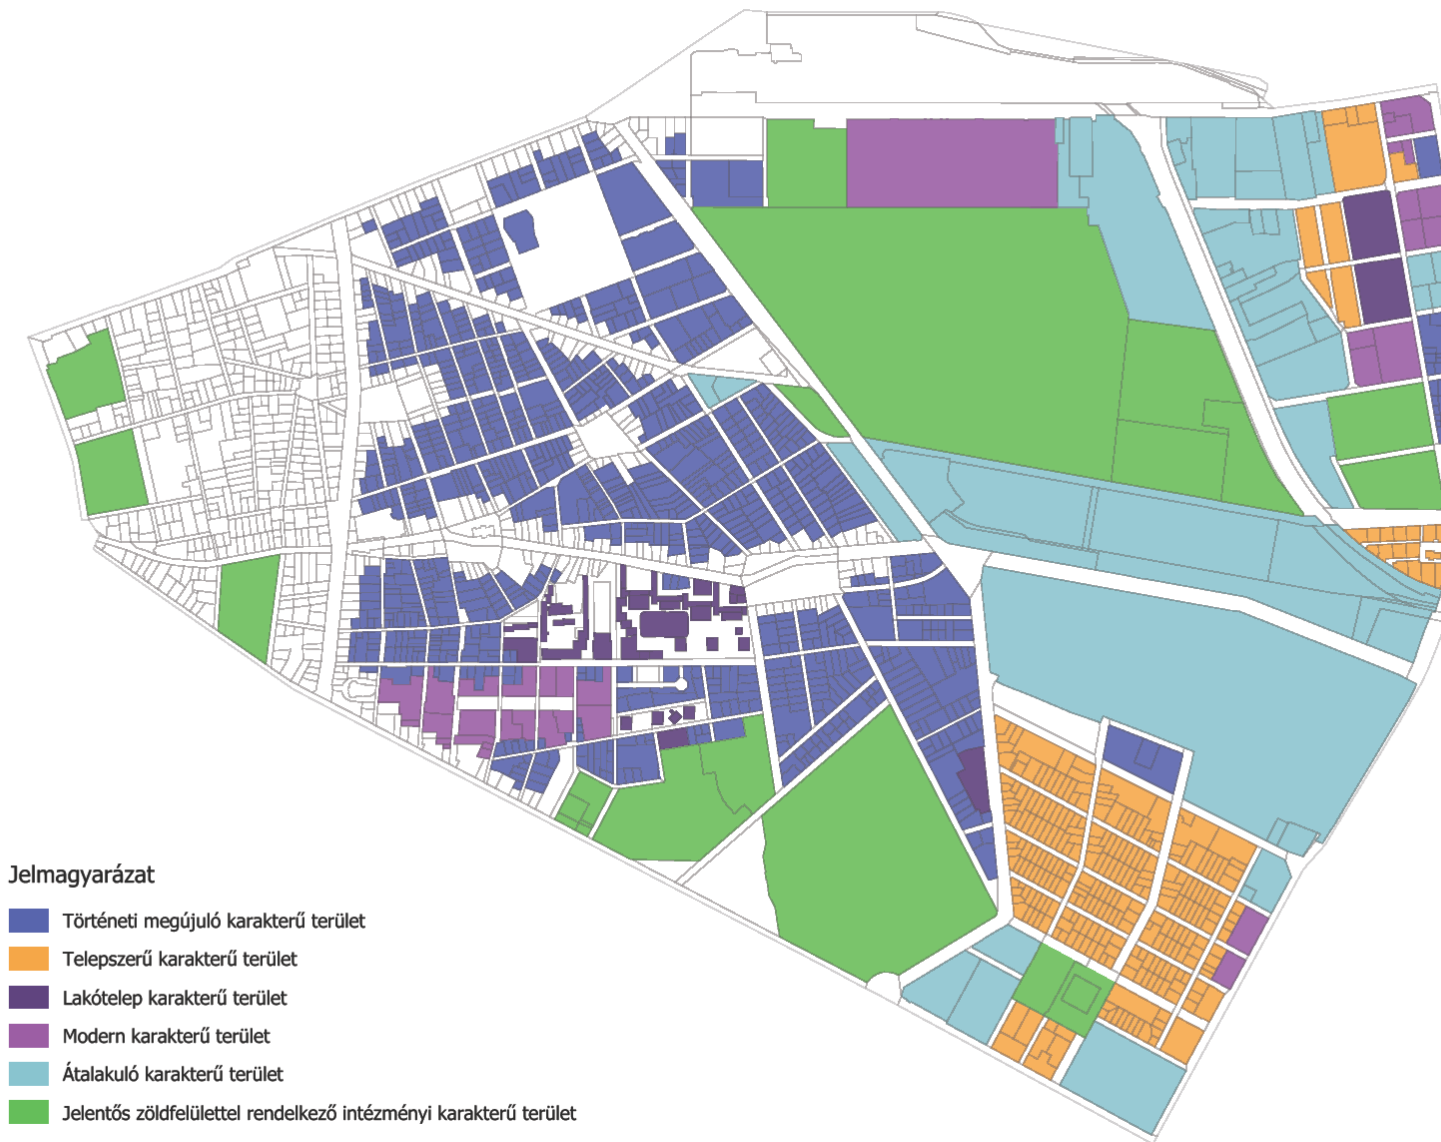 Jelmagyarázat
Történeti megújuló karakterű terület
Telepszerű karakterű terület
Lakótelep karakterű terület
Modern karakterű terület
Átalakuló karakterű terület
Jelentős zöldfelülettel rendelkező intézményi karakterű terület